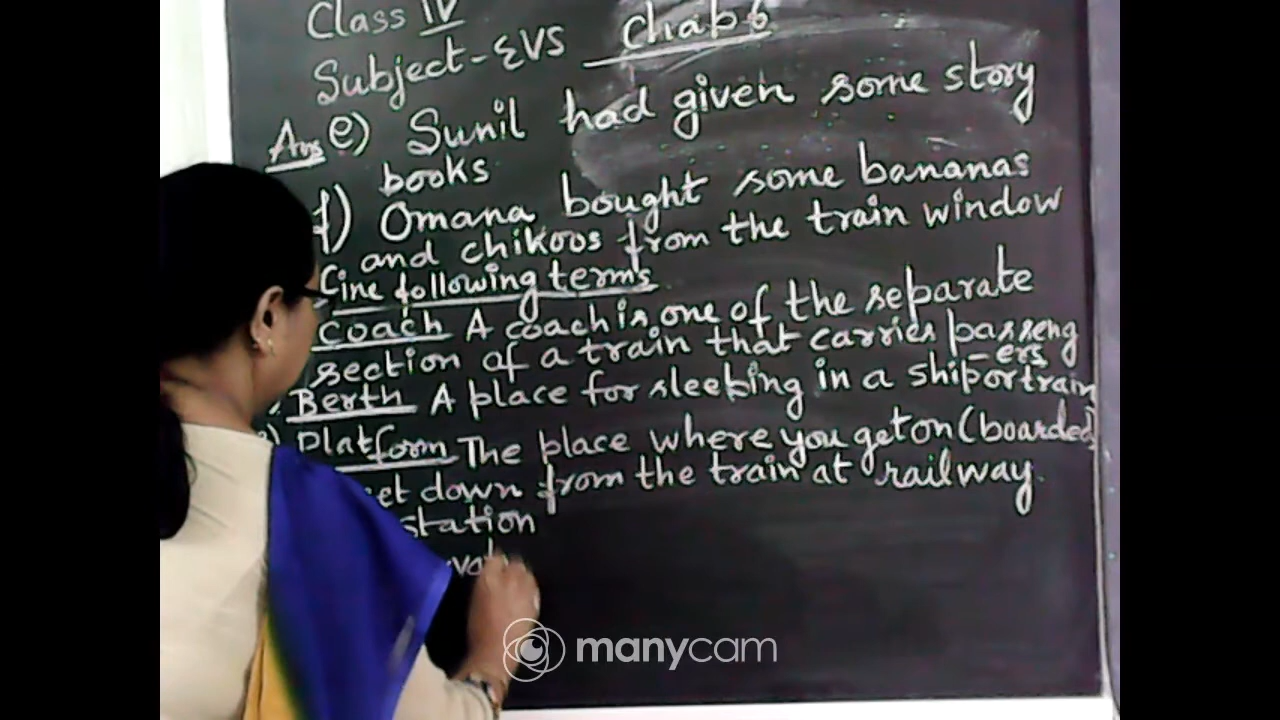 Class IV
Subject - EVS Chap 6
Ans e) Sunil had given some story
books
f) Omana bought some bananas
and chikoos from the train window
following terms
Coach A coach is one of the separate
section of a train that carries passeng
-ers
Berth A place for sleeping in a ship or train
Platform The place where you get on (boarded)
et down from the train at railway.
station
manycam